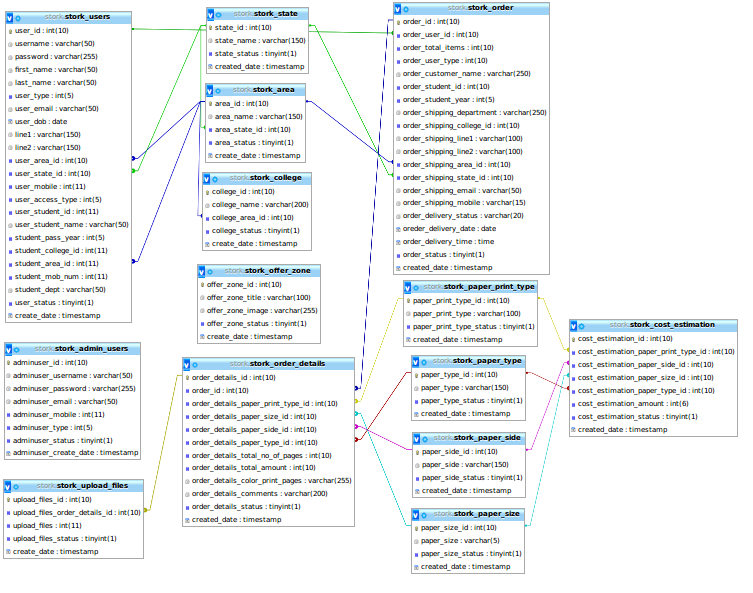 stork.stork_users
user_id : int(10)
username : varchar(50)
password : varchar(255)
first_name : varchar(50)
last_name : varchar(50)
user_type : int(5)
user_email : varchar(50)
user_dob : date
line1 : varchar(150)
line2 : varchar(150)
user_area_id : int(10)
user_state_id : int(10)
user_mobile : int(11)
user_access_type : int(5)
user_student_id : int(11)
user_student_name : varchar(50)
student_pass_year : int(5)
student_college_id : int(11)
student_area_id : int(11)
student_mob_num : int(11)
student_dept : varchar(50)
user_status : tinyint(1)
create_date : timestamp
stork.stork_admin_users
adminuser_id : int(10)
adminuser_username : varchar(50)
adminuser_password : varchar(255)
adminuser_email : varchar(50)
adminuser_mobile : int(11)
adminuser_type : int(5)
adminuser_status : tinyint(1)
adminuser_create_date : timestamp
stork.stork_upload_files
upload_files_id : int(10)
upload_files_order_details_id : int(10)
upload_files : int(11)
upload_files_status : tinyint(1)
create_date : timestamp
stork.stork_state
state_id : int(10)
state_name : varchar(150)
state_status : tinyint(1)
created_date : timestamp
stork.stork_area
area_id : int(10)
area_name : varchar(150)
area_state_id : int(10)
area_status : tinyint(1)
create_date : timestamp
stork.stork_college
college_id : int(10)
college_name : varchar(200)
college_area_id : int(10)
college_status : tinyint(1)
create_date : timestamp
stork.stork_offer_zone
offer_zone_id : int(10)
offer_zone_title : varchar(100)
offer_zone_image : varchar(255)
offer_zone_status : tinyint(1)
create_date : timestamp
stork.stork_order_details
order_details_id : int(10)
order_id : int(10)
order_details_paper_print_type_id : int(10)
order_details_paper_size_id : int(10)
order_details_paper_side_id : int(10)
order_details_paper_type_id : int(10)
order_details_total_no_of_pages : int(10)
order_details_total_amount : int(10)
order_details_color_print_pages : varchar(255)
order_details_comments : varchar(200)
order_details_status : tinyint(1)
created_date : timestamp
stork.stork_order
order_id : int(10)
order_user_id : int(10)
order_total_items : int(10)
order_user_type : int(10)
order_customer_name : varchar(250)
order_student_id : int(10)
order_student_year : int(5)
order_shipping_department : varchar(250)
order_shipping_college_id : int(10)
order_shipping_line1 : varchar(100)
order_shipping_line2 : varchar(100)
order_shipping_area_id : int(10)
order_shipping_state_id : int(10)
order_shipping_email : varchar(50)
order_shipping_mobile : varchar(15)
order_delivery_status : varchar(20)
oreder_delivery_date : date
order_delivery_time : time
order_status : tinyint(1)
created_date : timestamp
stork.stork_paper_print_type
paper_print_type_id : int(10)
paper_print_type : varchar(100)
paper_print_type_status : tinyint(1)
created_date : timestamp
stork.stork_paper_type
paper_type_id : int(10)
paper_type : varchar(150)
paper_type_status : tinyint(1)
created_date : timestamp
stork.stork_paper_side
paper_side_id : int(10)
paper_side : varchar(150)
paper_side_status : tinyint(1)
created_date : timestamp
stork.stork_paper_size
paper_size_id : int(10)
paper_size : varchar(5)
paper_size_status : tinyint(1)
created_date : timestamp
stork.stork_cost_estimation
cost_estimation_id : int(10)
cost_estimation_paper_print_type_id : int(10)
cost_estimation_paper_side_id : int(10)
cost_estimation_paper_size_id : int(10)
cost_estimation_paper_type_id : int(10)
cost_estimation_amount : int(6)
cost_estimation_status : tinyint(1)
created_date : timestamp